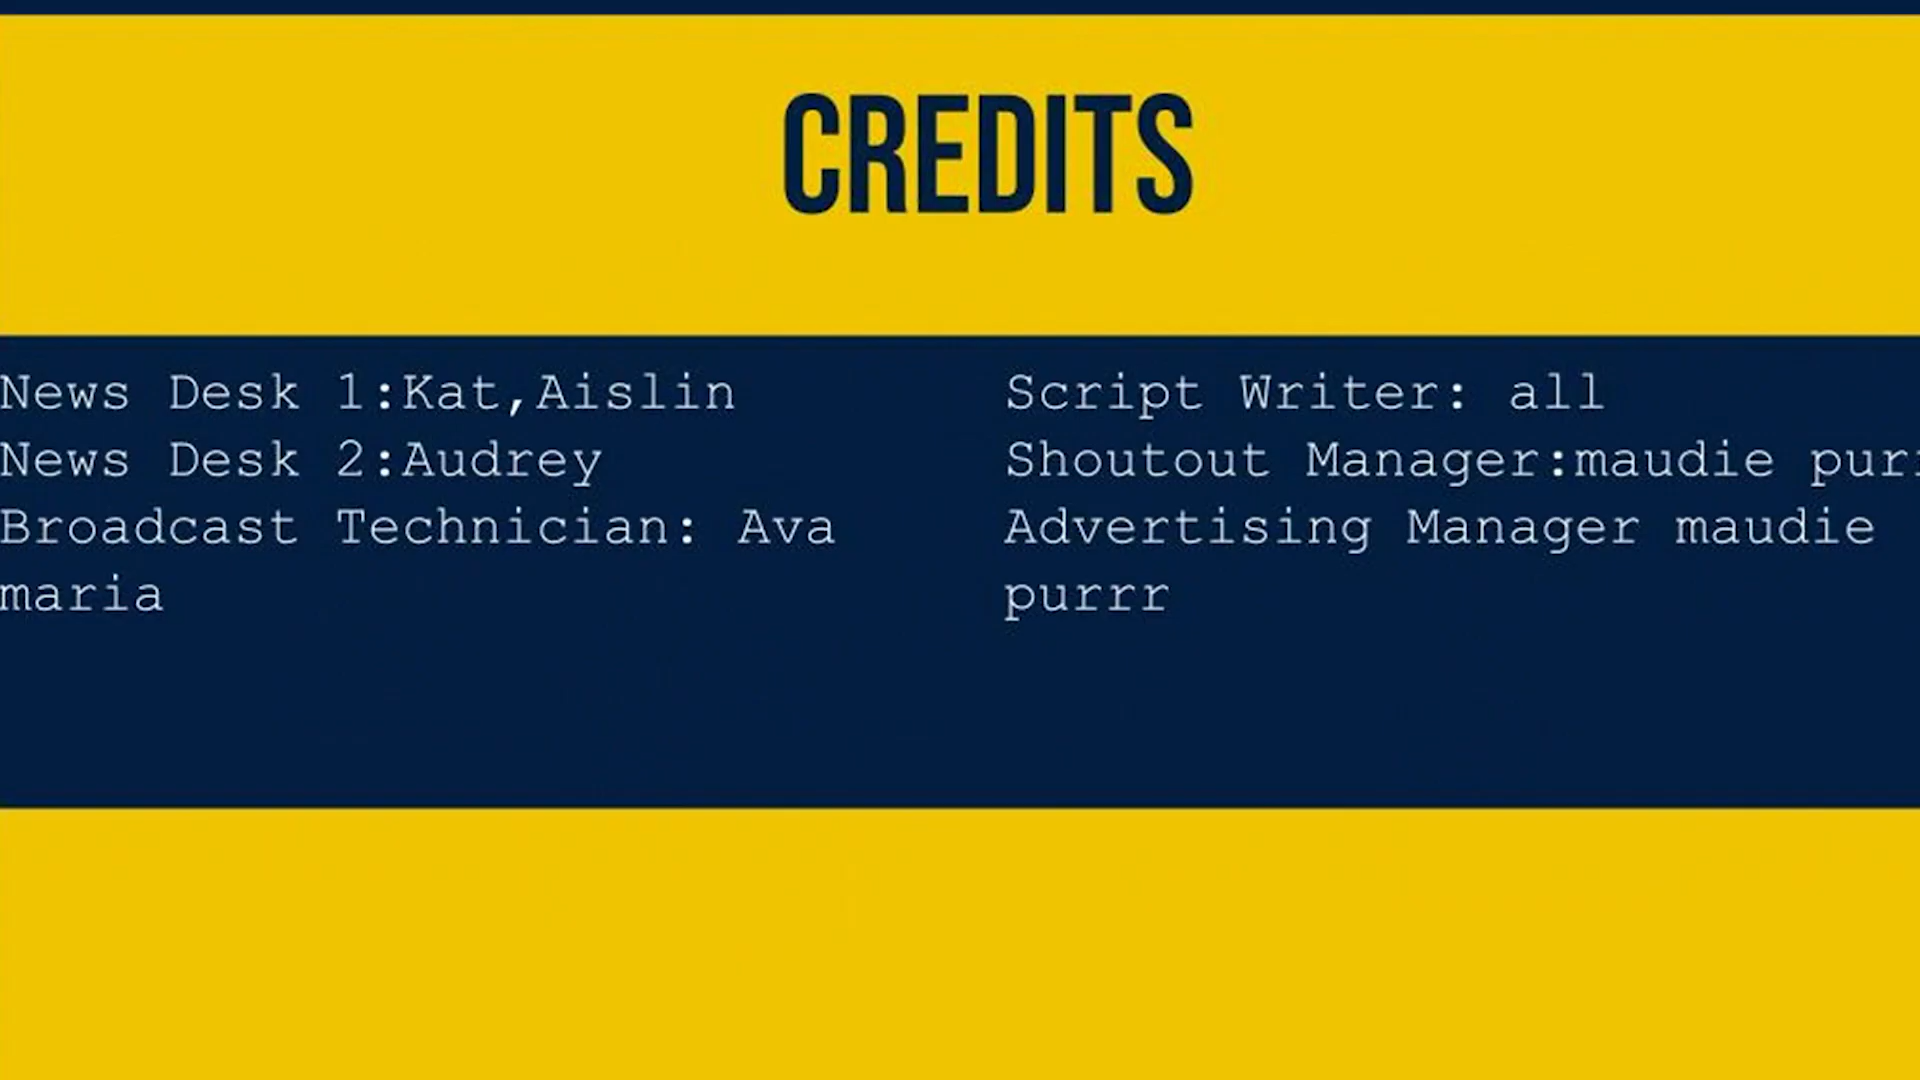 CREDITS
News Desk 1:Kat,Aislin
News Desk 2:Audrey
Broadcast Technician: Ava
maria
Script Writer: all
Shoutout Manager:maudie
Advertising Manager maudie
purrr